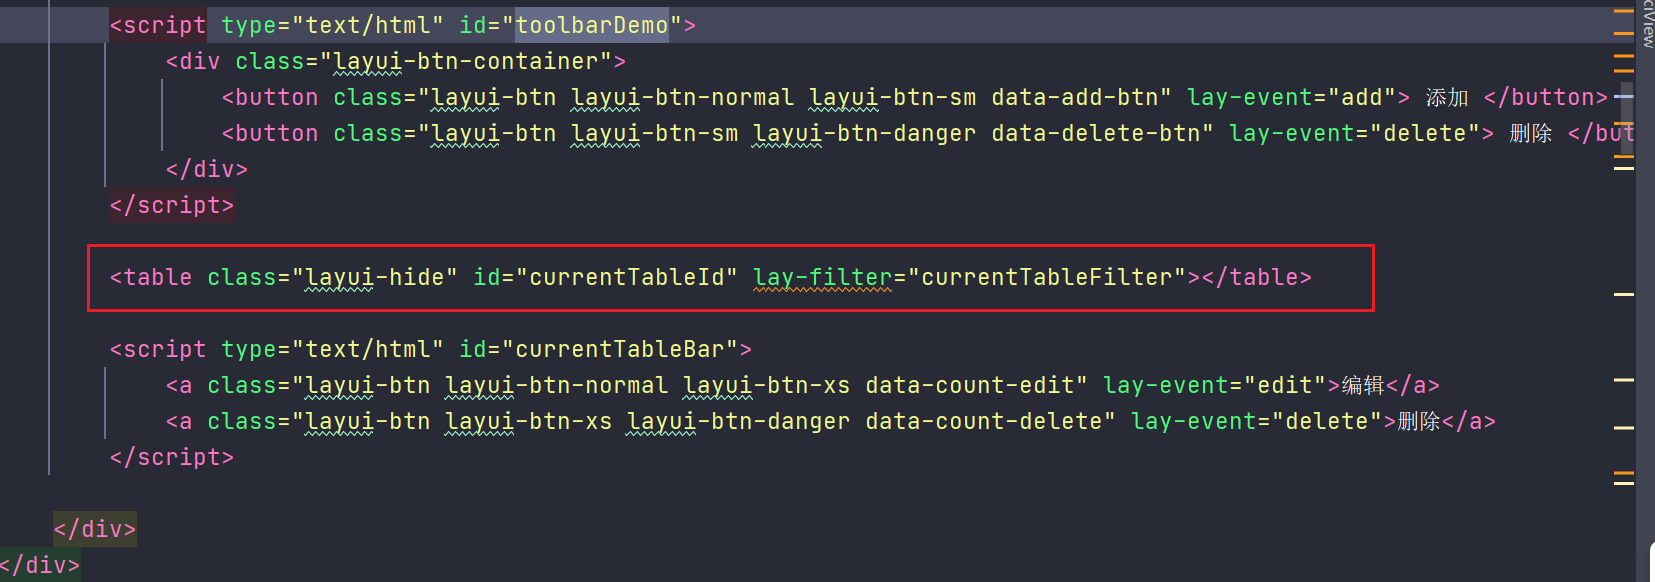 <script type="text/html" id="toolbarDemo">
<div class="layui-btn-container">
<button class="layui-btn layui-btn-normal layui-btn-sm data-add-btn" lay-event="add"> 添加 </button>
<button class="layui-btn layui-btn-sm layui-btn-danger data-delete-btn" lay-event="delete"> 删除 </but
</div>
</script>
<table class="layui-hide" id="currentTableId" lay-filter="currentTableFilter"></table>
<script type="text/html" id="currentTableBar">
<a class="layui-btn layui-btn-normal layui-btn-xs data-count-edit" lay-event="edit">编辑</a>
<a class="layui-btn layui-btn-xs layui-btn-danger data-count-delete" lay-event="delete">删除</a>
</script>
</div>
</div>
ciView